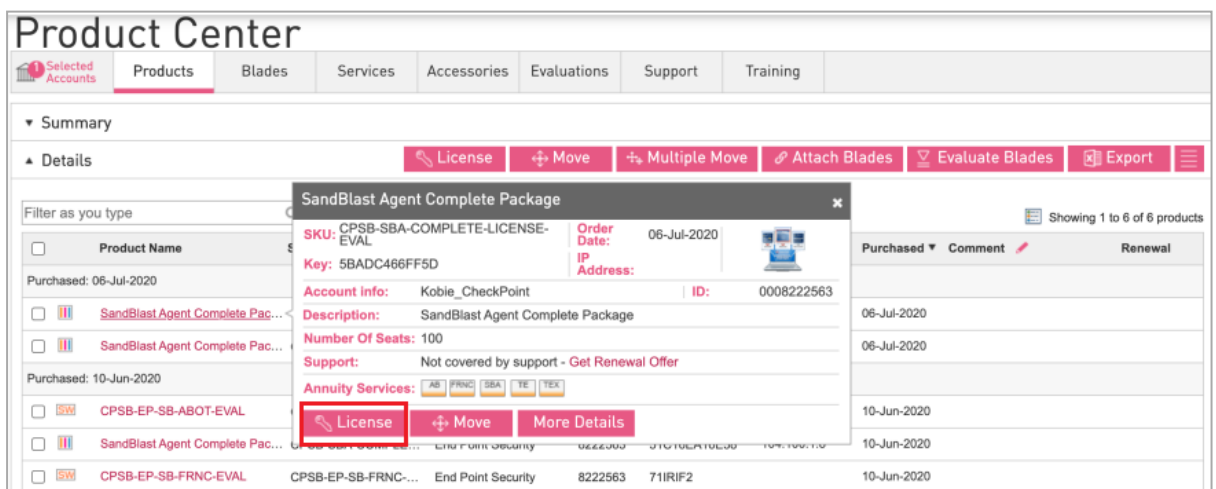 Product Center
1 Selected Accounts Products Blades Services Accessories Evaluations Support Training
▾ Summary
▴ Details License Move Multiple Move Attach Blades Evaluate Blades Export
Filter as you type Showing 1 to 6 of 6 products
Product Name Purchased ▼ Comment Renewal
SandBlast Agent Complete Package ×
SKU: CPSB-SBA-COMPLETE-LICENSE-EVAL Order Date: 06-Jul-2020
Key: 5BADC466FF5D IP Address:
Account info: Kobie_CheckPoint ID: 0008222563
Description: SandBlast Agent Complete Package
Number Of Seats: 100
Support: Not covered by support - Get Renewal Offer
Annuity Services: AB FRNC SBA TE TEX
License Move More Details
Purchased: 06-Jul-2020
SandBlast Agent Complete Pac... 06-Jul-2020
SandBlast Agent Complete Pac... 06-Jul-2020
Purchased: 10-Jun-2020
SW CPSB-EP-SB-ABOT-EVAL 10-Jun-2020
SandBlast Agent Complete Pac... End Point Security 8222563 10-Jun-2020
SW CPSB-EP-SB-FRNC-EVAL CPSB-EP-SB-FRNC-... End Point Security 8222563 71IRIF2 10-Jun-2020